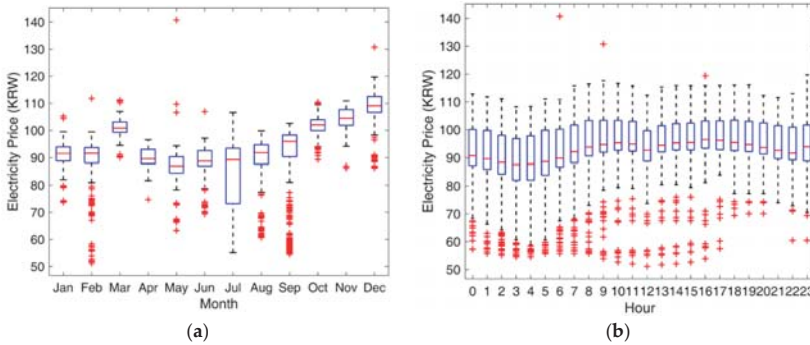 140
130
120
110
100
90
80
70
60
50
Electricity Price (KRW)
Jan Feb Mar Apr May Jun Jul Aug Sep Oct Nov Dec
Month
(a)
140
130
120
110
100
90
80
70
60
50
Electricity Price (KRW)
0 1 2 3 4 5 6 7 8 9 10 11 12 13 14 15 16 17 18 19 20 21 22 23
Hour
(b)